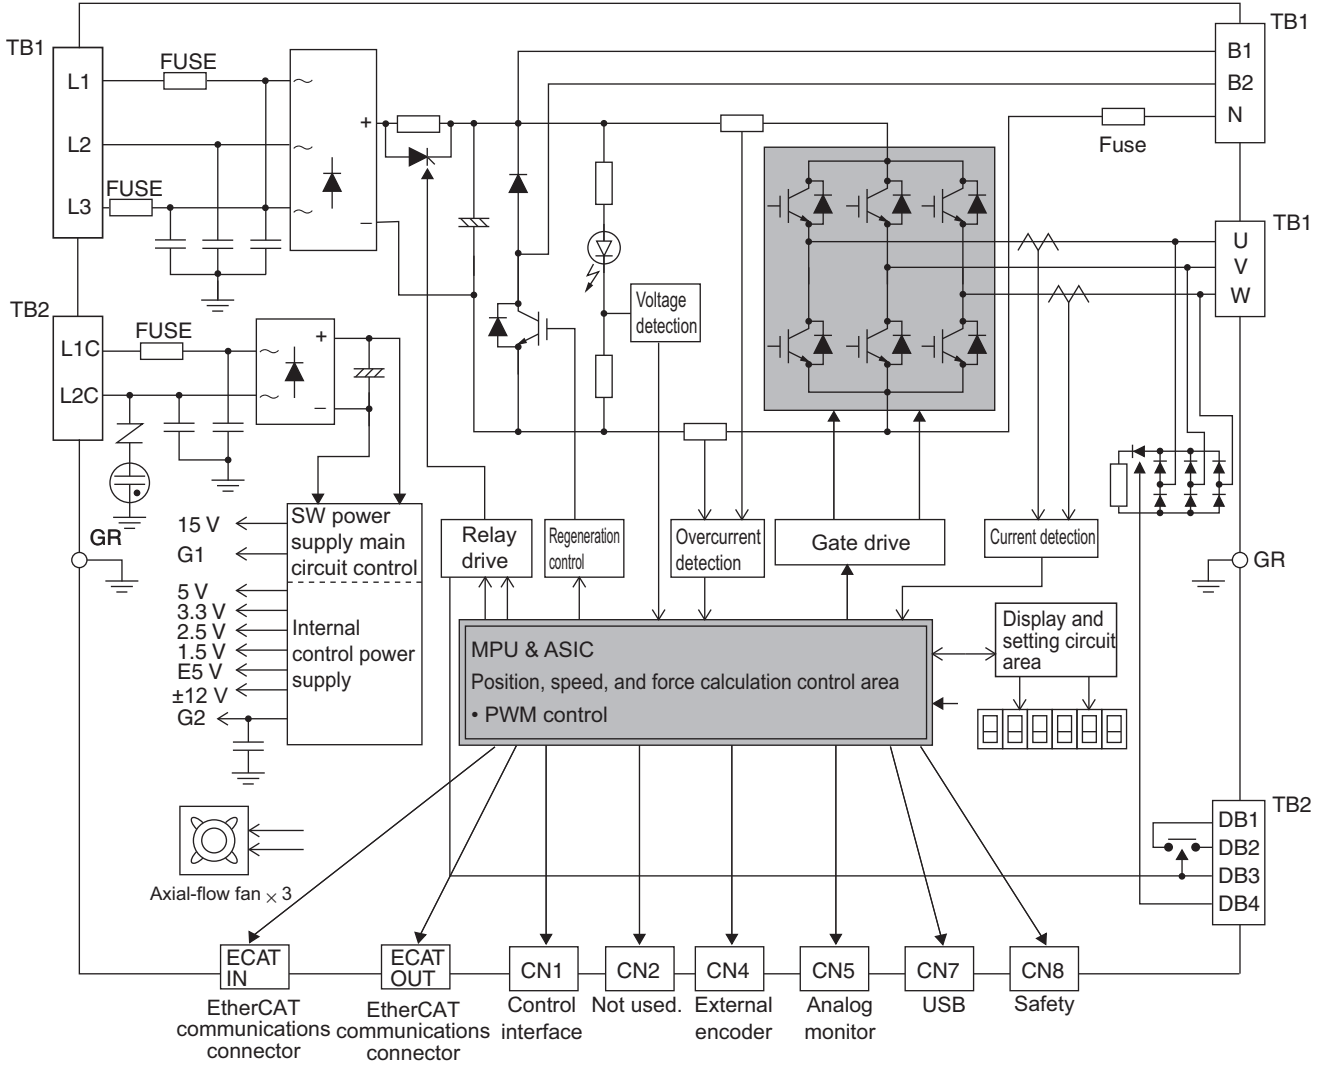 TB1
L1
FUSE
L2
FUSE
L3
+
−
TB1
B1
B2
N
Fuse
TB1
U
V
W
TB2
L1C
FUSE
L2C
+
−
Voltage
detection
GR
15 V
G1
5 V
3.3 V
2.5 V
1.5 V
E5 V
±12 V
G2
SW power
supply main
circuit control
Internal
control power
supply
Relay
drive
Regeneration
control
Overcurrent
detection
Gate drive
Current detection
GR
MPU & ASIC
Position, speed, and force calculation control area
• PWM control
Display and
setting circuit
area
Axial-flow fan × 3
TB2
DB1
DB2
DB3
DB4
ECAT
IN
EtherCAT
communications
connector
ECAT
OUT
EtherCAT
communications
connector
CN1
Control
interface
CN2
Not used.
CN4
External
encoder
CN5
Analog
monitor
CN7
USB
CN8
Safety